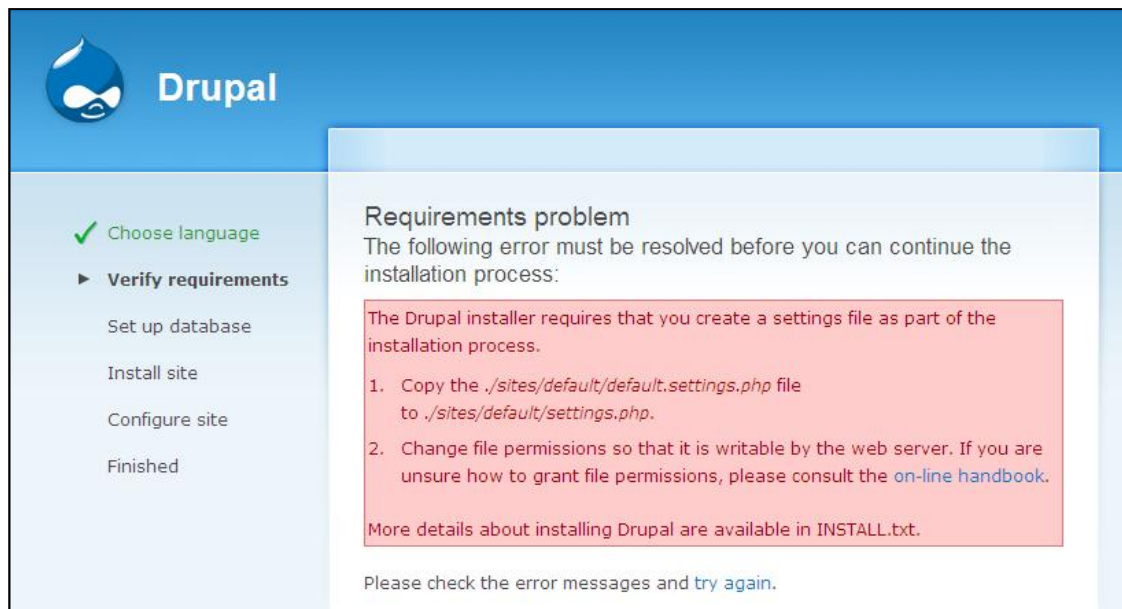 Drupal
Choose language
Verify requirements
Set up database
Install site
Configure site
Finished
Requirements problem
The following error must be resolved before you can continue the
installation process:
The Drupal installer requires that you create a settings file as part of the
installation process.
1. Copy the ./sites/default/default.settings.php file
to ./sites/default/settings.php.
2. Change file permissions so that it is writable by the web server. If you are
unsure how to grant file permissions, please consult the on-line handbook.
More details about installing Drupal are available in INSTALL.txt.
Please check the error messages and try again.